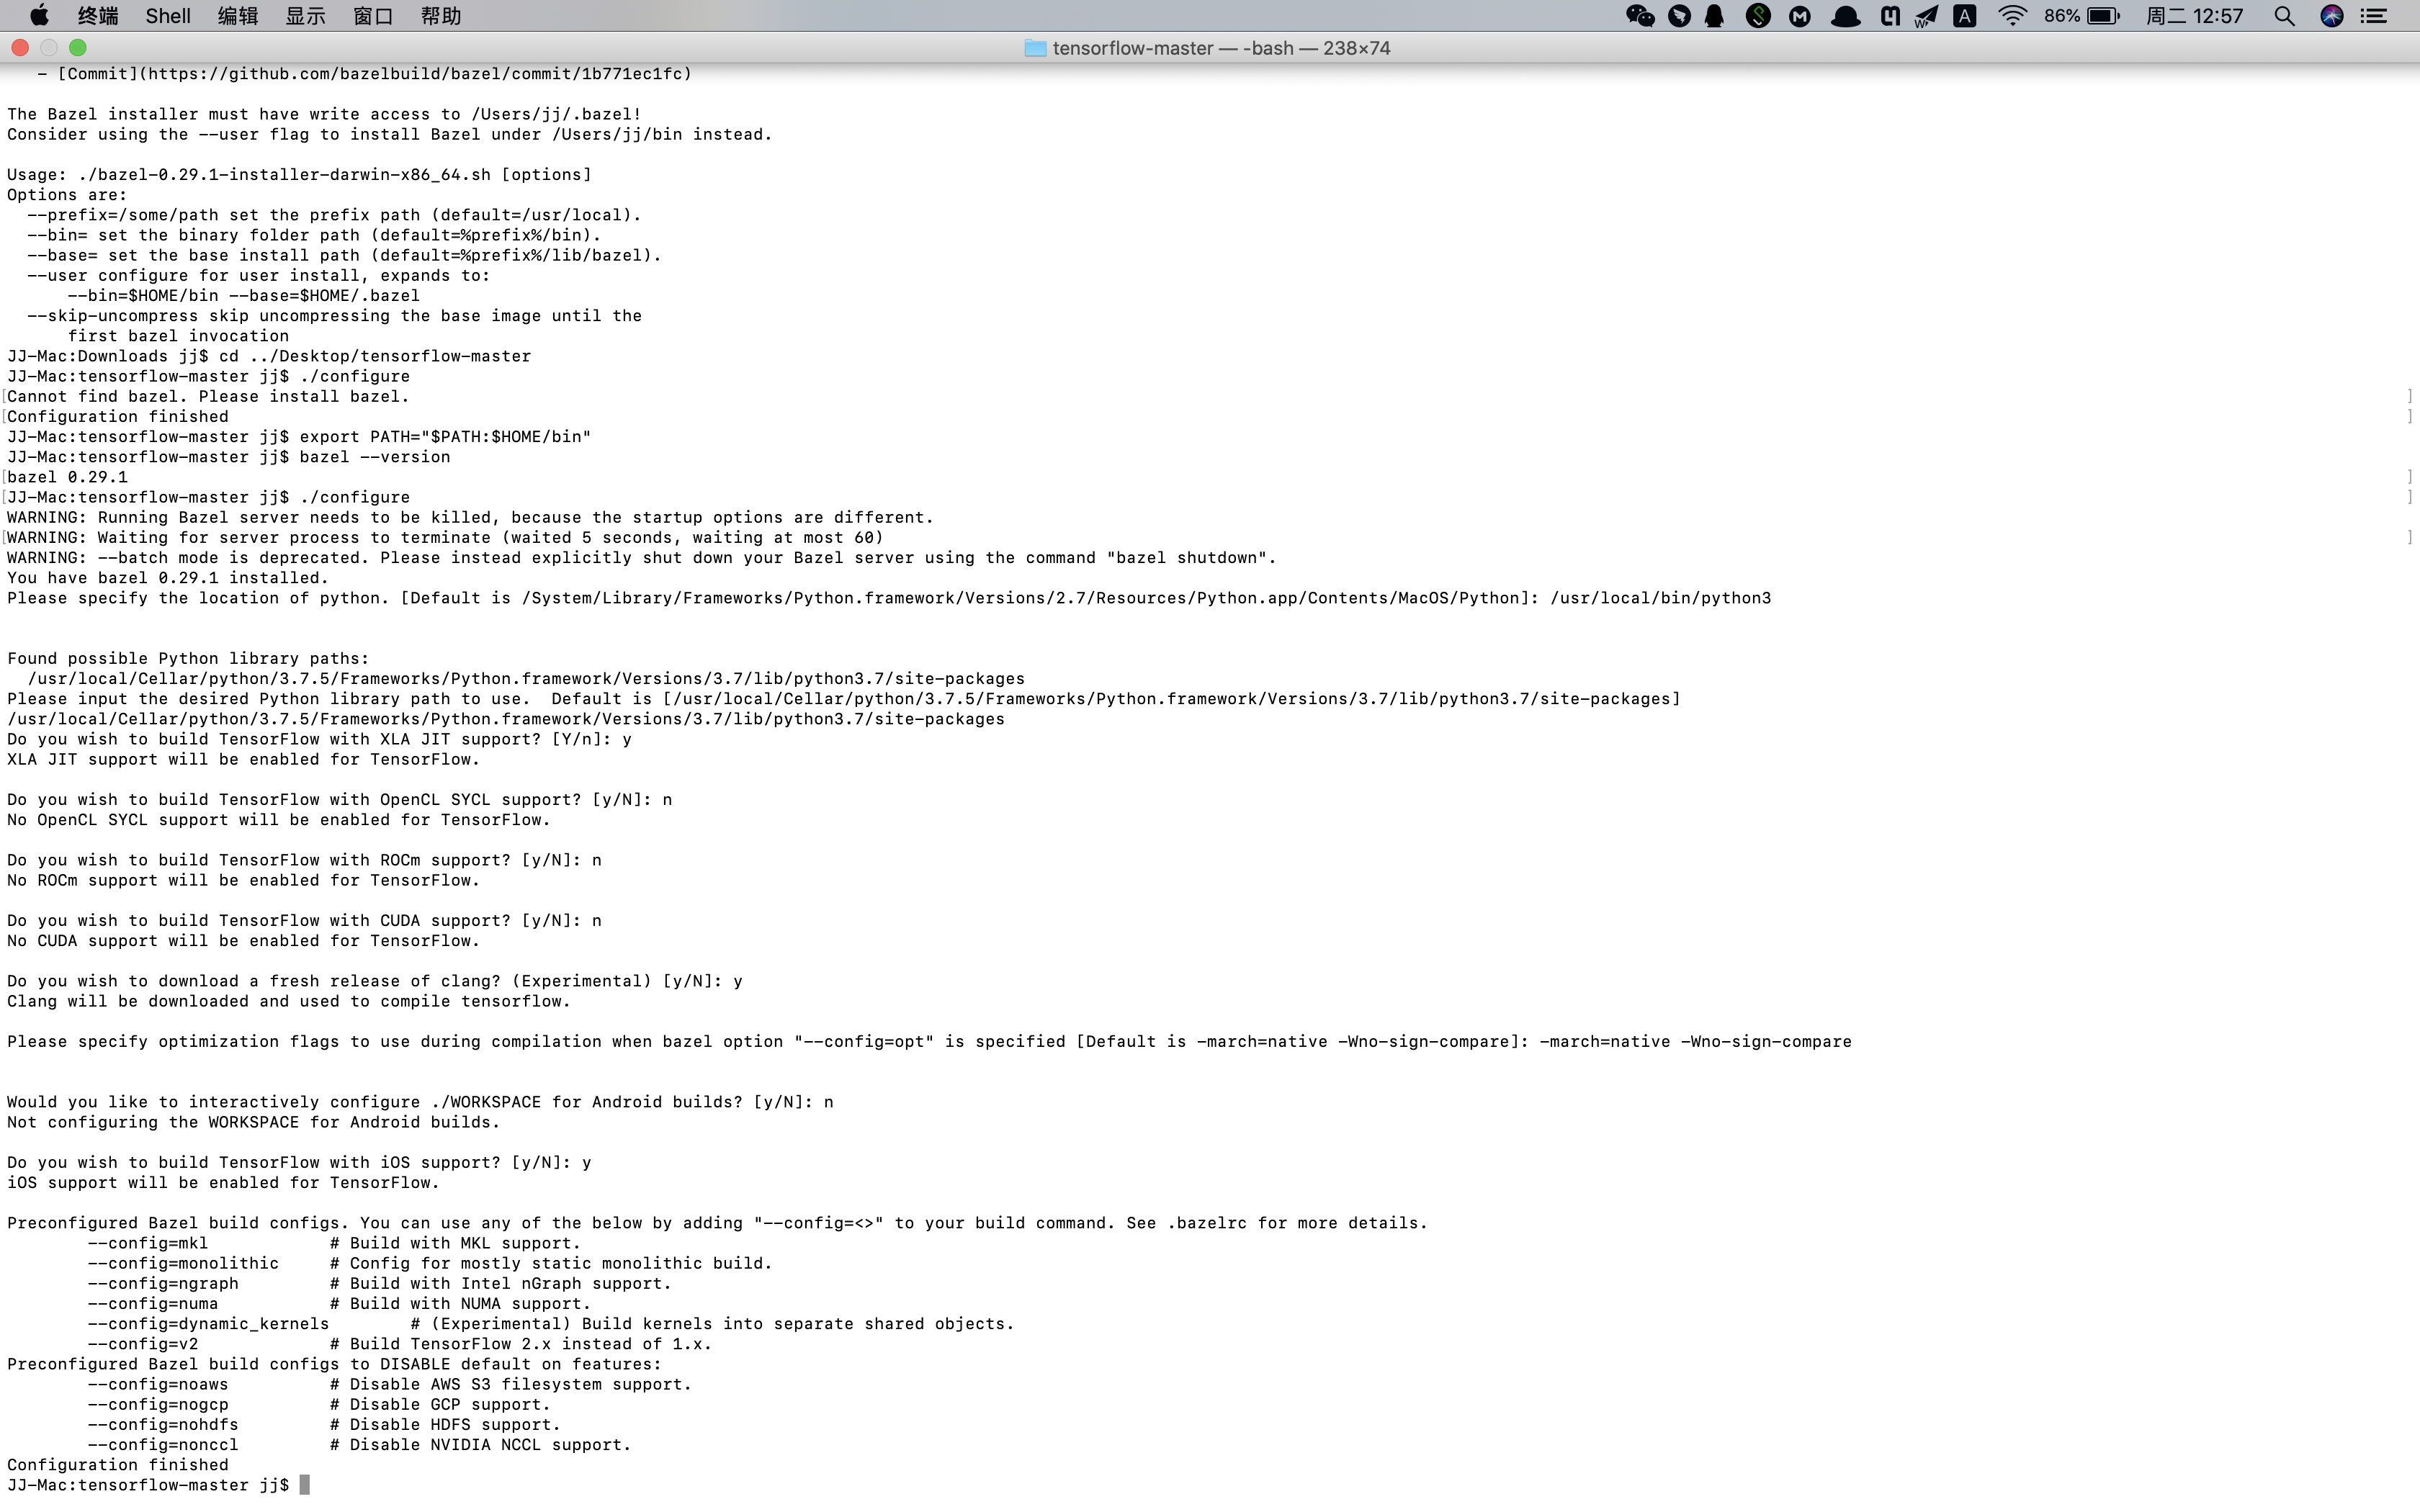 终端 Shell 编辑 显示 窗口 帮助 86% 周二 12:57
tensorflow-master — -bash — 238×74
- [Commit](https://github.com/bazelbuild/bazel/commit/1b771ec1fc)
The Bazel installer must have write access to /Users/jj/.bazel!
Consider using the --user flag to install Bazel under /Users/jj/bin instead.
Usage: ./bazel-0.29.1-installer-darwin-x86_64.sh [options]
Options are:
--prefix=/some/path set the prefix path (default=/usr/local).
--bin= set the binary folder path (default=%prefix%/bin).
--base= set the base install path (default=%prefix%/lib/bazel).
--user configure for user install, expands to:
--bin=$HOME/bin --base=$HOME/.bazel
--skip-uncompress skip uncompressing the base image until the
first bazel invocation
JJ-Mac:Downloads jj$ cd ../Desktop/tensorflow-master
JJ-Mac:tensorflow-master jj$ ./configure
[Cannot find bazel. Please install bazel. ]
[Configuration finished ]
JJ-Mac:tensorflow-master jj$ export PATH="$PATH:$HOME/bin"
JJ-Mac:tensorflow-master jj$ bazel --version
[bazel 0.29.1 ]
[JJ-Mac:tensorflow-master jj$ ./configure ]
WARNING: Running Bazel server needs to be killed, because the startup options are different.
[WARNING: Waiting for server process to terminate (waited 5 seconds, waiting at most 60) ]
WARNING: --batch mode is deprecated. Please instead explicitly shut down your Bazel server using the command "bazel shutdown".
You have bazel 0.29.1 installed.
Please specify the location of python. [Default is /System/Library/Frameworks/Python.framework/Versions/2.7/Resources/Python.app/Contents/MacOS/Python]: /usr/local/bin/python3
Found possible Python library paths:
/usr/local/Cellar/python/3.7.5/Frameworks/Python.framework/Versions/3.7/lib/python3.7/site-packages
Please input the desired Python library path to use.  Default is [/usr/local/Cellar/python/3.7.5/Frameworks/Python.framework/Versions/3.7/lib/python3.7/site-packages]
/usr/local/Cellar/python/3.7.5/Frameworks/Python.framework/Versions/3.7/lib/python3.7/site-packages
Do you wish to build TensorFlow with XLA JIT support? [Y/n]: y
XLA JIT support will be enabled for TensorFlow.
Do you wish to build TensorFlow with OpenCL SYCL support? [y/N]: n
No OpenCL SYCL support will be enabled for TensorFlow.
Do you wish to build TensorFlow with ROCm support? [y/N]: n
No ROCm support will be enabled for TensorFlow.
Do you wish to build TensorFlow with CUDA support? [y/N]: n
No CUDA support will be enabled for TensorFlow.
Do you wish to download a fresh release of clang? (Experimental) [y/N]: y
Clang will be downloaded and used to compile tensorflow.
Please specify optimization flags to use during compilation when bazel option "--config=opt" is specified [Default is -march=native -Wno-sign-compare]: -march=native -Wno-sign-compare
Would you like to interactively configure ./WORKSPACE for Android builds? [y/N]: n
Not configuring the WORKSPACE for Android builds.
Do you wish to build TensorFlow with iOS support? [y/N]: y
iOS support will be enabled for TensorFlow.
Preconfigured Bazel build configs. You can use any of the below by adding "--config=<>" to your build command. See .bazelrc for more details.
--config=mkl # Build with MKL support.
--config=monolithic # Config for mostly static monolithic build.
--config=ngraph # Build with Intel nGraph support.
--config=numa # Build with NUMA support.
--config=dynamic_kernels # (Experimental) Build kernels into separate shared objects.
--config=v2 # Build TensorFlow 2.x instead of 1.x.
Preconfigured Bazel build configs to DISABLE default on features:
--config=noaws # Disable AWS S3 filesystem support.
--config=nogcp # Disable GCP support.
--config=nohdfs # Disable HDFS support.
--config=nonccl # Disable NVIDIA NCCL support.
Configuration finished
JJ-Mac:tensorflow-master jj$